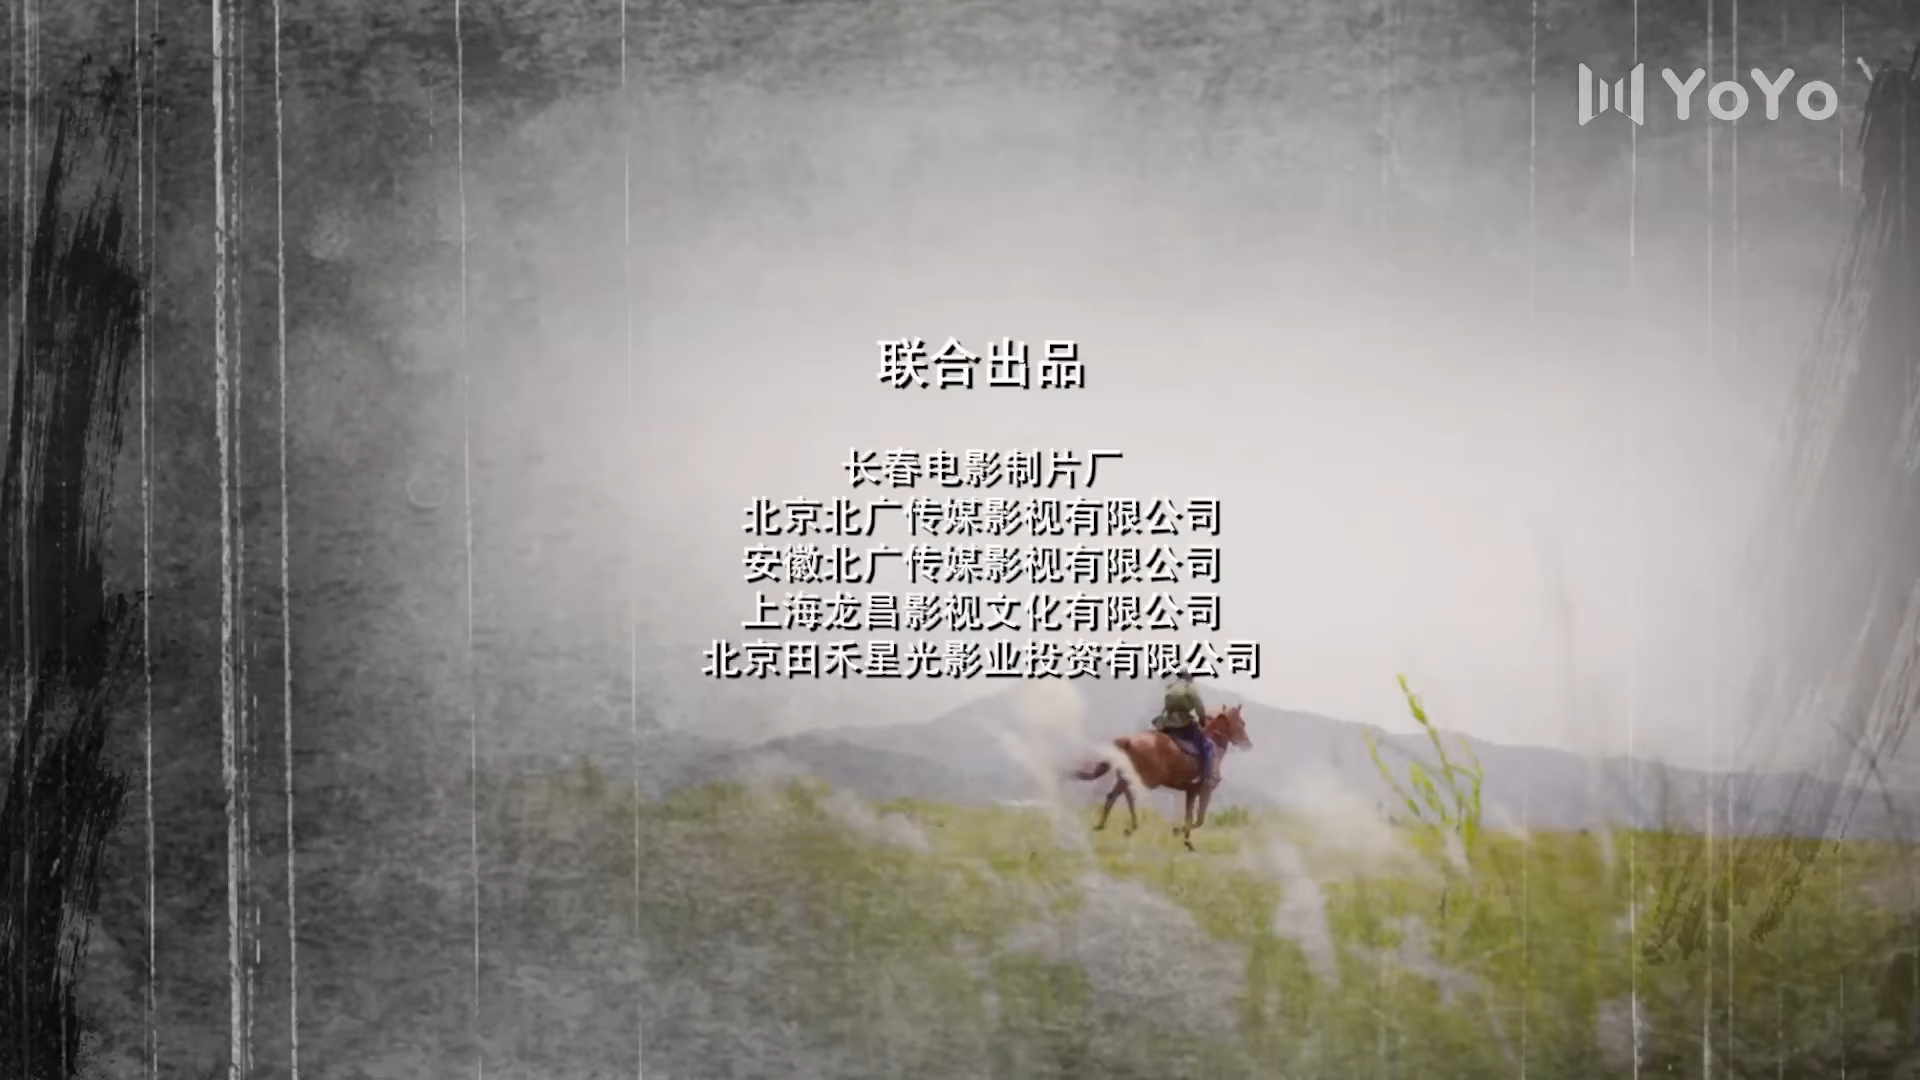 YoYo
联合出品
长春电影制片厂
北京北广传媒影视有限公司
安徽北广传媒影视有限公司
上海龙昌影视文化有限公司
北京田禾星光影业投资有限公司